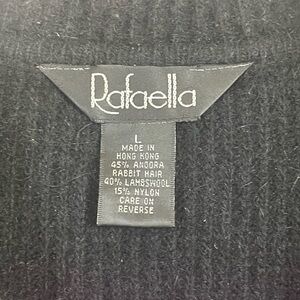 Rafaella
L
MADE IN
HONG KONG
45% ANGORA
RABBIT HAIR
40% LAMBSWOOL
15% NYLON
CARE ON
REVERSE